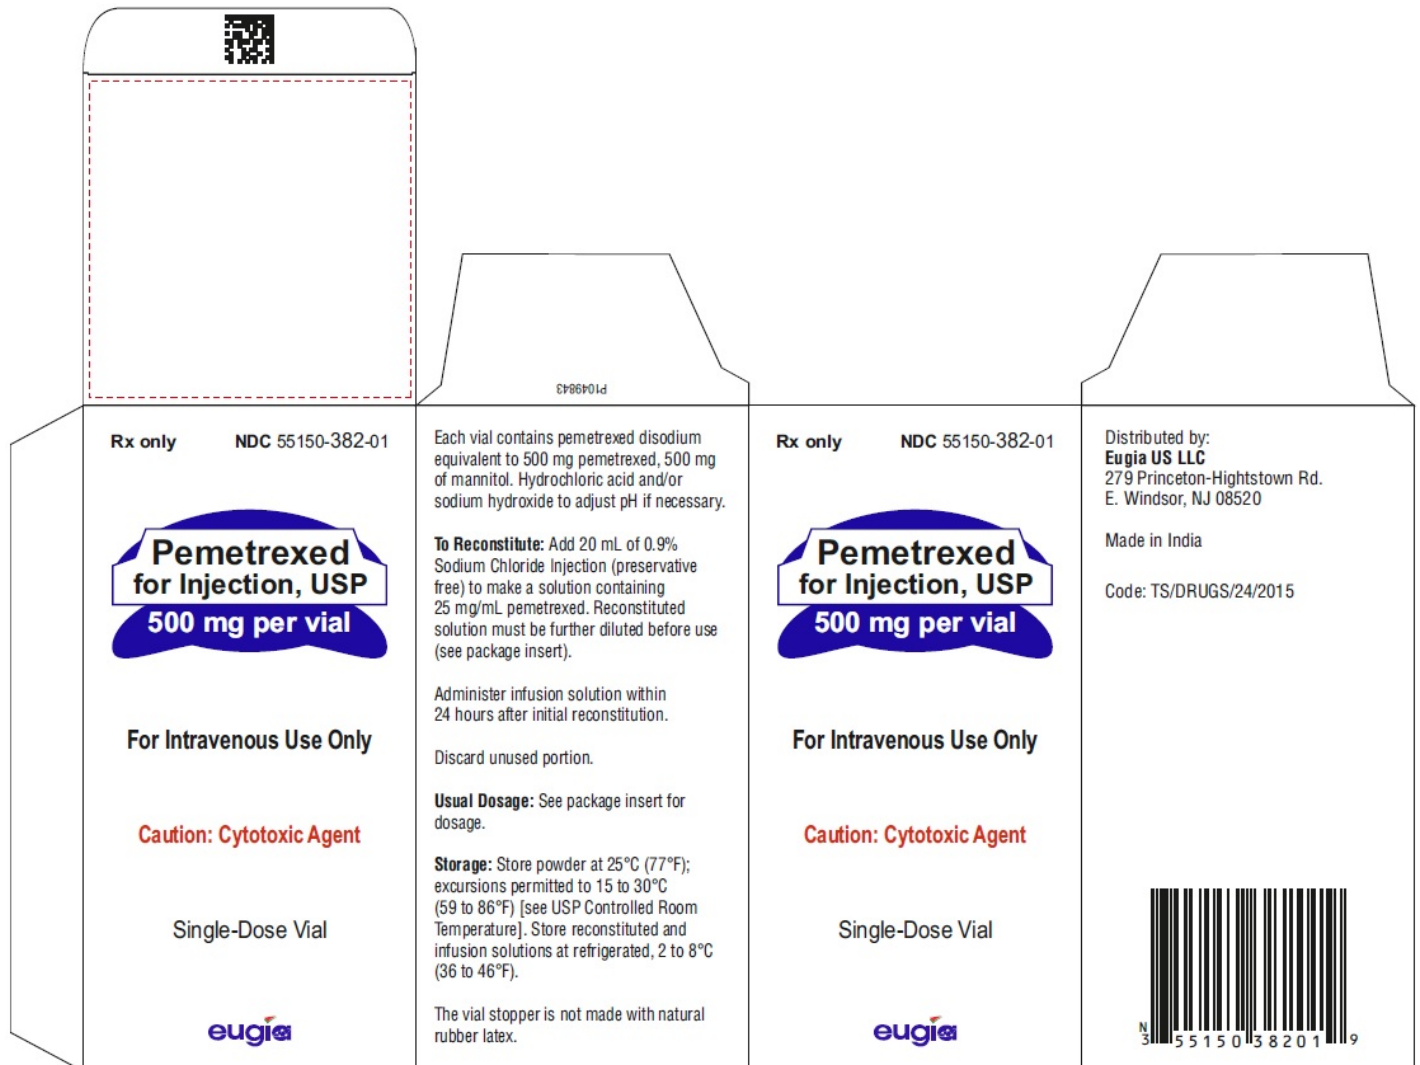 P1049843
Rx only NDC 55150-382-01
Pemetrexed
for Injection, USP
500 mg per vial
For Intravenous Use Only
Caution: Cytotoxic Agent
Single-Dose Vial
eugia
Each vial contains pemetrexed disodium
equivalent to 500 mg pemetrexed, 500 mg
of mannitol. Hydrochloric acid and/or
sodium hydroxide to adjust pH if necessary.
To Reconstitute: Add 20 mL of 0.9%
Sodium Chloride Injection (preservative
free) to make a solution containing
25 mg/mL pemetrexed. Reconstituted
solution must be further diluted before use
(see package insert).
Administer infusion solution within
24 hours after initial reconstitution.
Discard unused portion.
Usual Dosage: See package insert for
dosage.
Storage: Store powder at 25°C (77°F);
excursions permitted to 15 to 30°C
(59 to 86°F) [see USP Controlled Room
Temperature]. Store reconstituted and
infusion solutions at refrigerated, 2 to 8°C
(36 to 46°F).
The vial stopper is not made with natural
rubber latex.
Rx only NDC 55150-382-01
Pemetrexed
for Injection, USP
500 mg per vial
For Intravenous Use Only
Caution: Cytotoxic Agent
Single-Dose Vial
eugia
Distributed by:
Eugia US LLC
279 Princeton-Hightstown Rd.
E. Windsor, NJ 08520
Made in India
Code: TS/DRUGS/24/2015
N
3 55150 38201 9